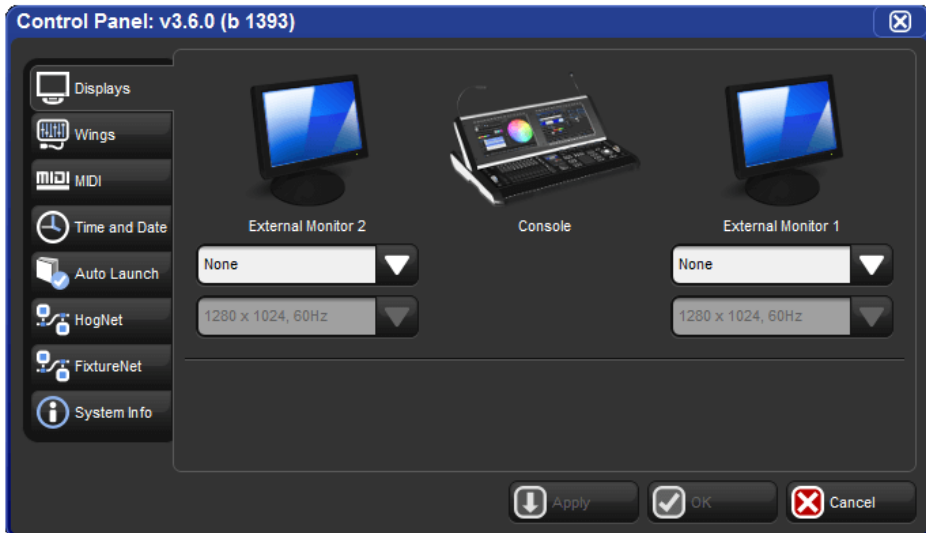 Control Panel: v3.6.0 (b 1393)
Displays
Wings
MIDI MIDI
Time and Date
Auto Launch
HogNet
FixtureNet
System Info
External Monitor 2
Console
External Monitor 1
None
None
1280 x 1024, 60Hz
1280 x 1024, 60Hz
Apply
OK
Cancel